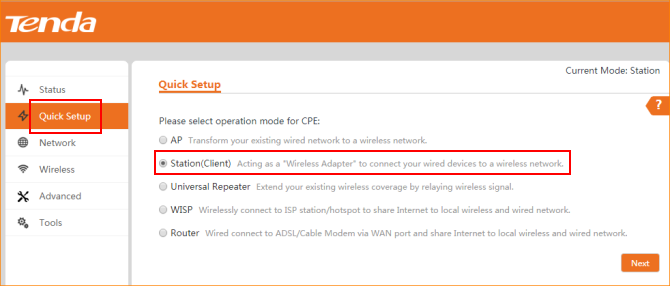 Tenda
Current Mode: Station
Status
Quick Setup
Network
Wireless
Advanced
Tools
Quick Setup
?
Please select operation mode for CPE:
AP Transform your existing wired network to a wireless network.
Station(Client) Acting as a "Wireless Adapter" to connect your wired devices to a wireless network.
Universal Repeater Extend your existing wireless coverage by relaying wireless signal.
WISP Wirelessly connect to ISP station/hotspot to share Internet to local wireless and wired network.
Router Wired connect to ADSL/Cable Modem via WAN port and share Internet to local wireless and wired network.
Next